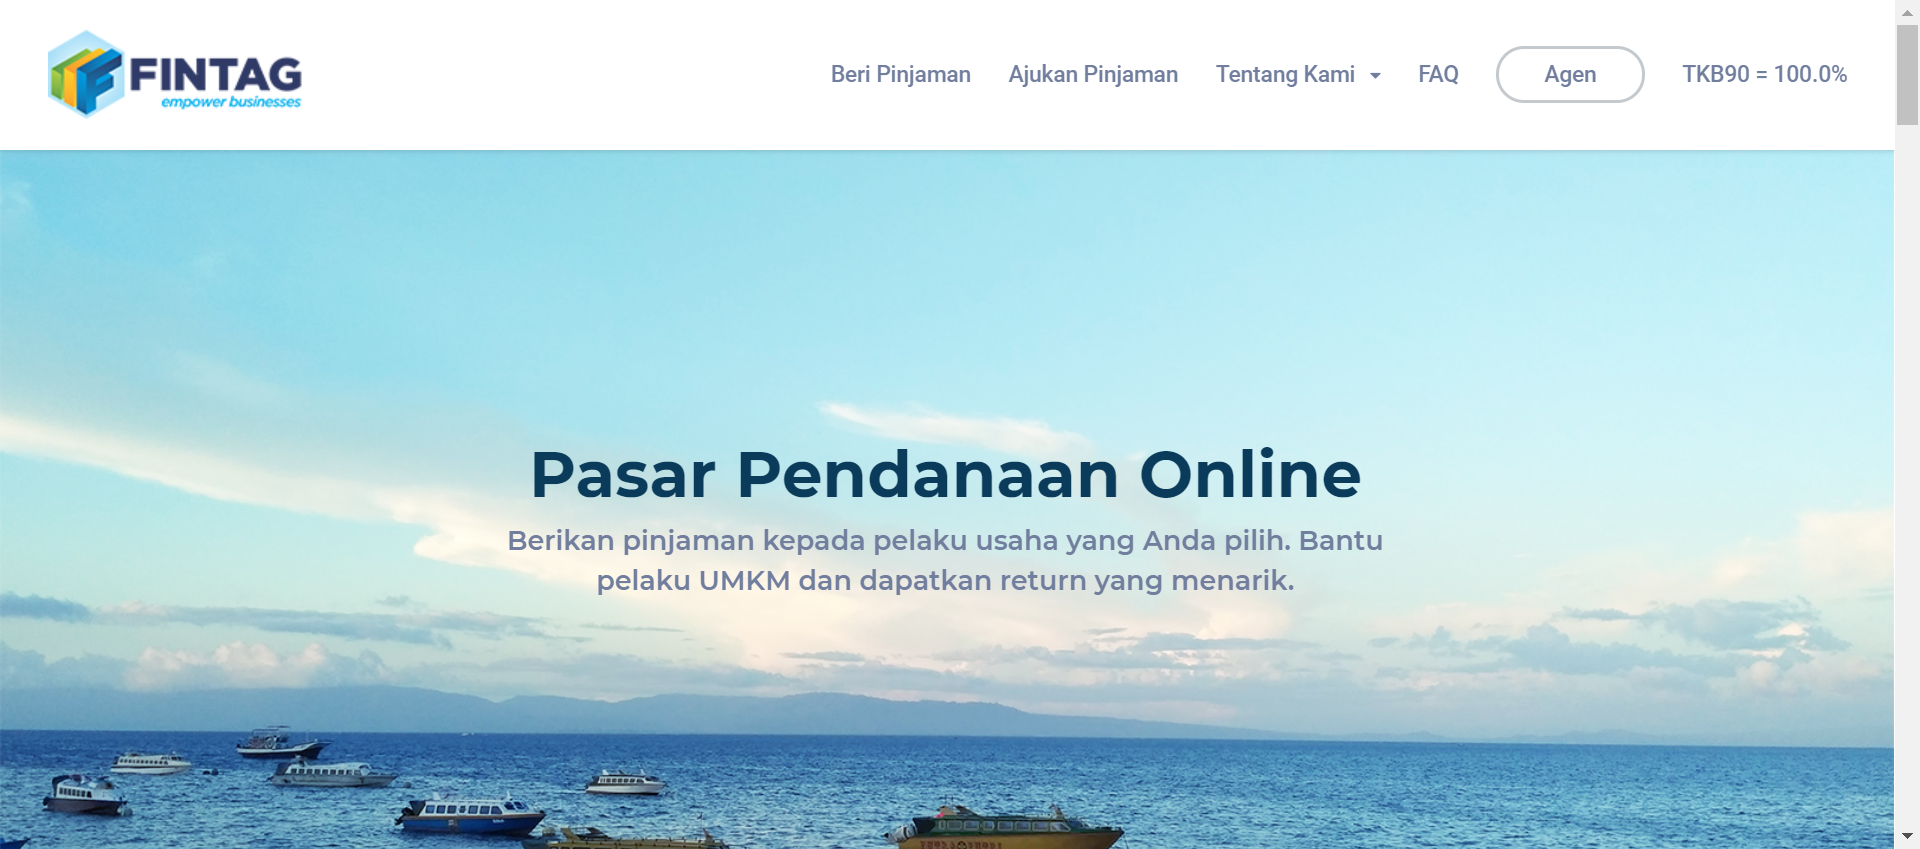 FINTAG
empower businesses
Beri Pinjaman
Ajukan Pinjaman
Tentang Kami
FAQ
Agen
TKB90 = 100.0%
Pasar Pendanaan Online
Berikan pinjaman kepada pelaku usaha yang Anda pilih. Bantu
pelaku UMKM dan dapatkan return yang menarik.